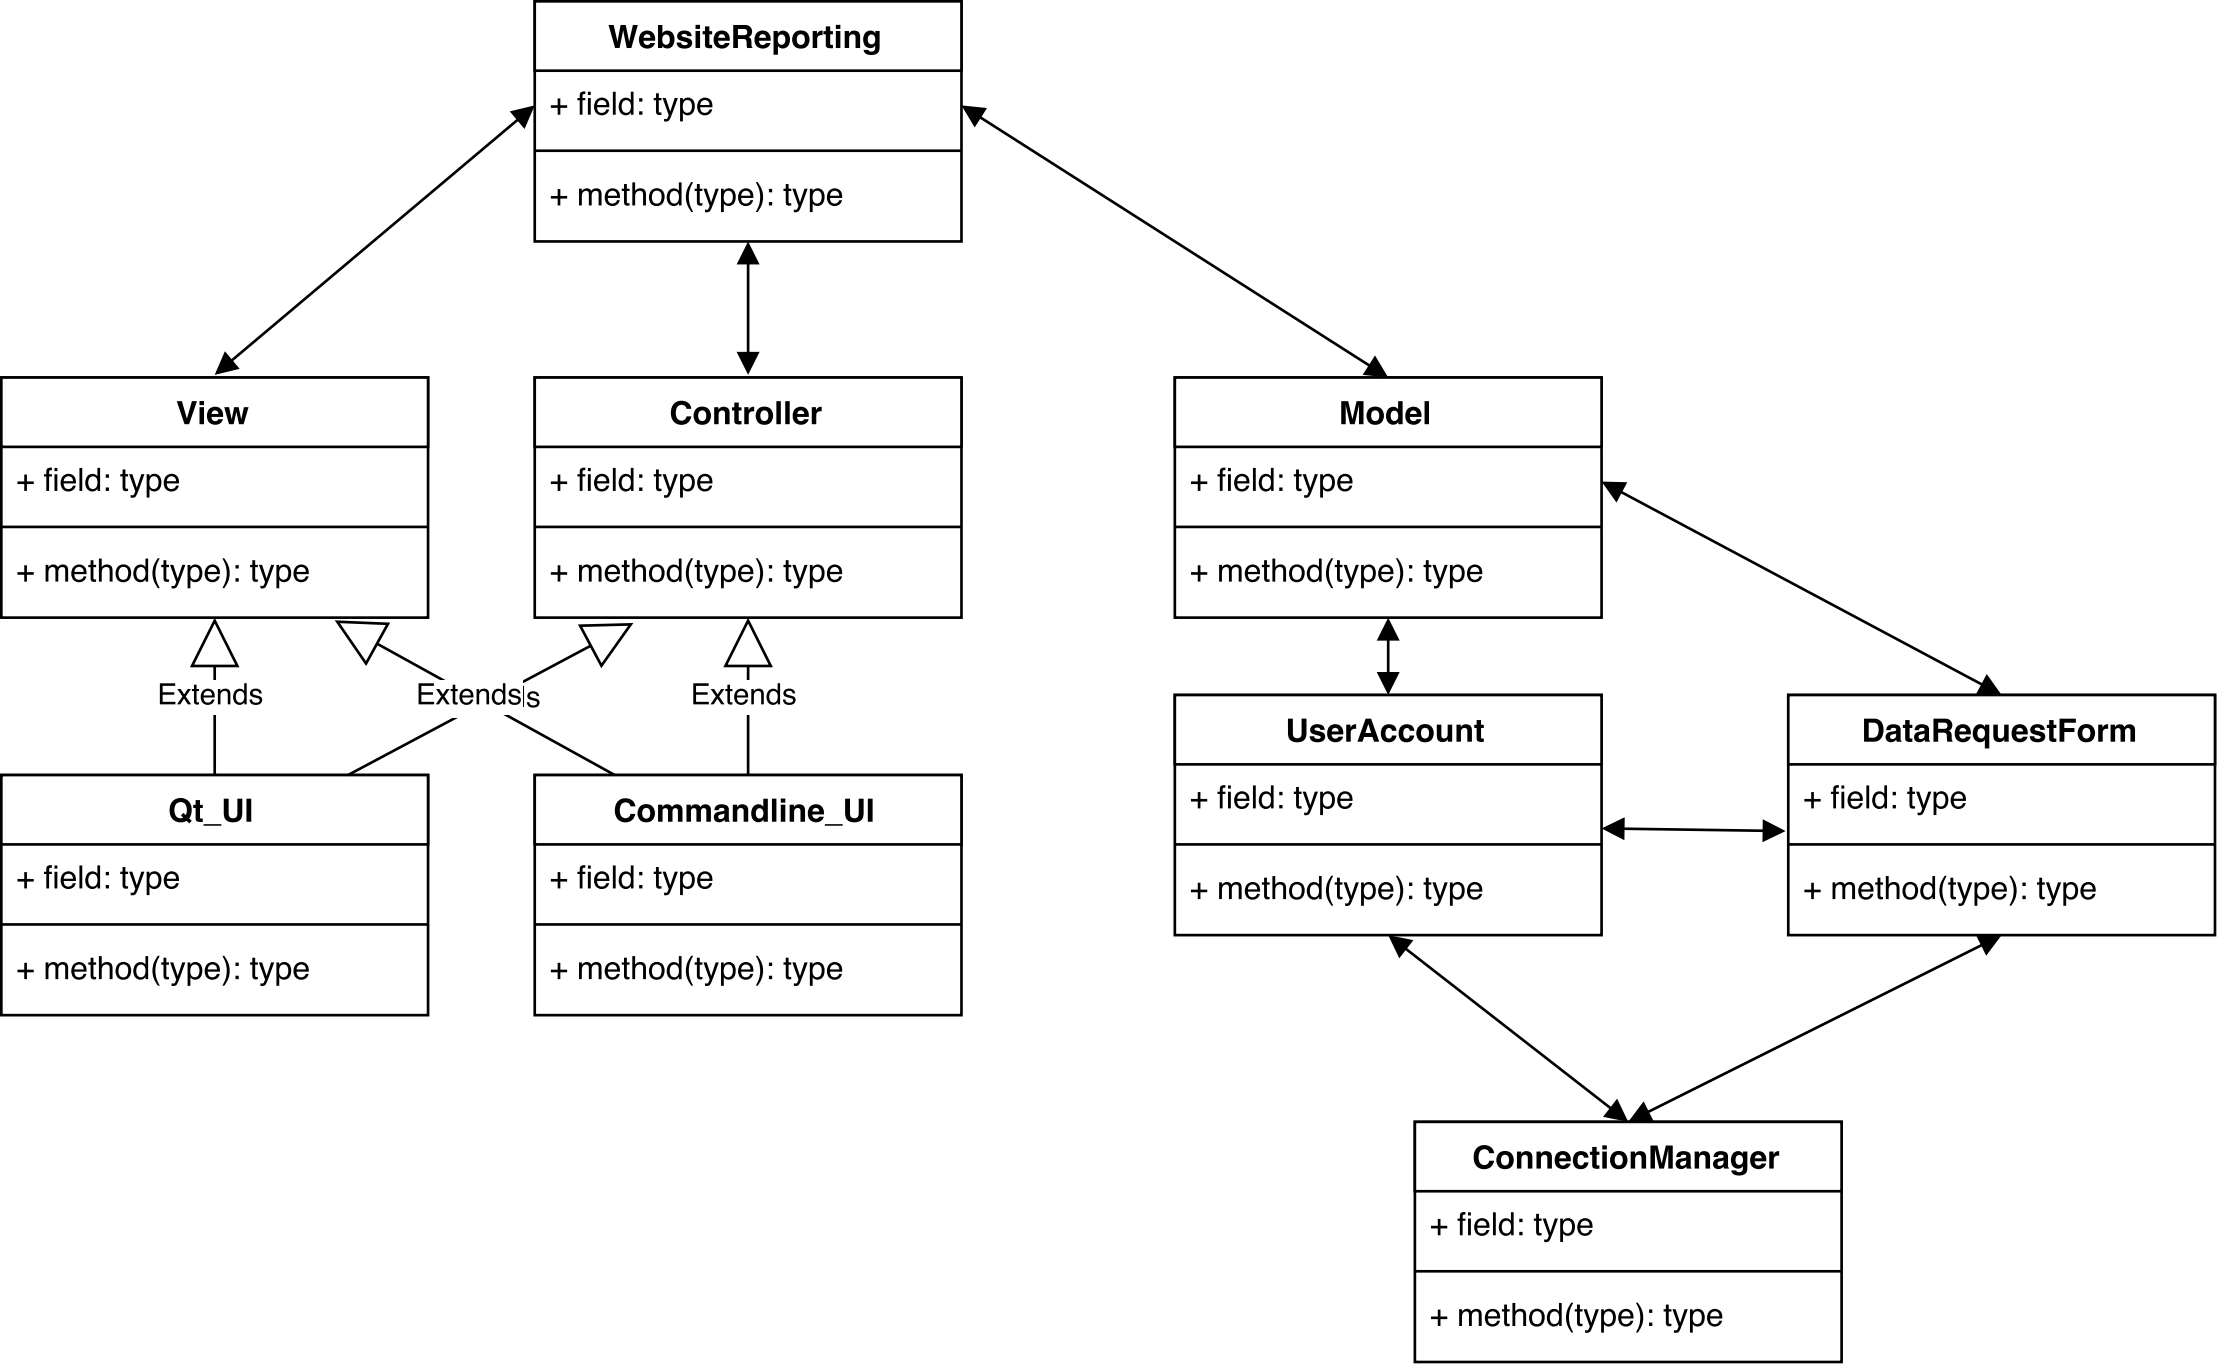 WebsiteReporting
+ field: type
+ method(type): type
View
+ field: type
+ method(type): type
Controller
+ field: type
+ method(type): type
Model
+ field: type
+ method(type): type
Extends
Extends
s
Extends
Qt_UI
+ field: type
+ method(type): type
Commandline_UI
+ field: type
+ method(type): type
UserAccount
+ field: type
+ method(type): type
DataRequestForm
+ field: type
+ method(type): type
ConnectionManager
+ field: type
+ method(type): type